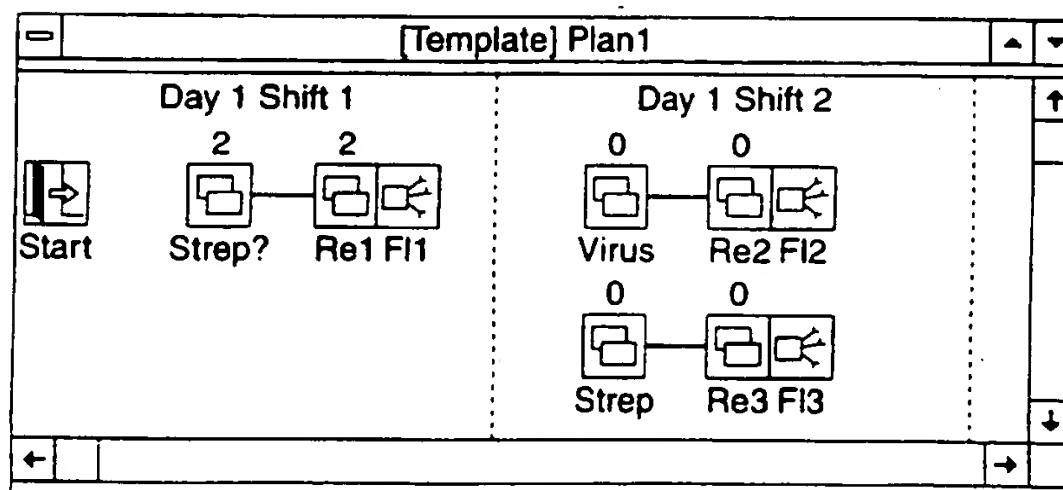 [Template] Plan1
Day 1 Shift 1
Day 1 Shift 2
2 2
0 0
Start
Strep?
Re1 Fl1
Virus
Re2 Fl2
0 0
Strep
Re3 Fl3